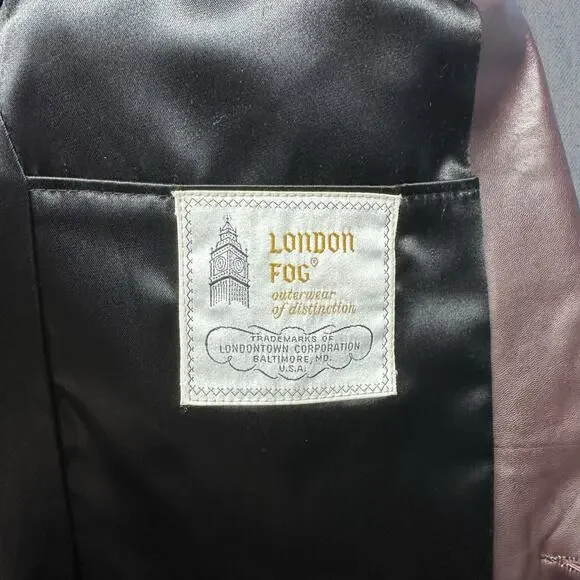 LONDON
FOG®
outerwear
of distinction
TRADEMARKS OF
LONDONTOWN CORPORATION
BALTIMORE, MD.
U.S.A.